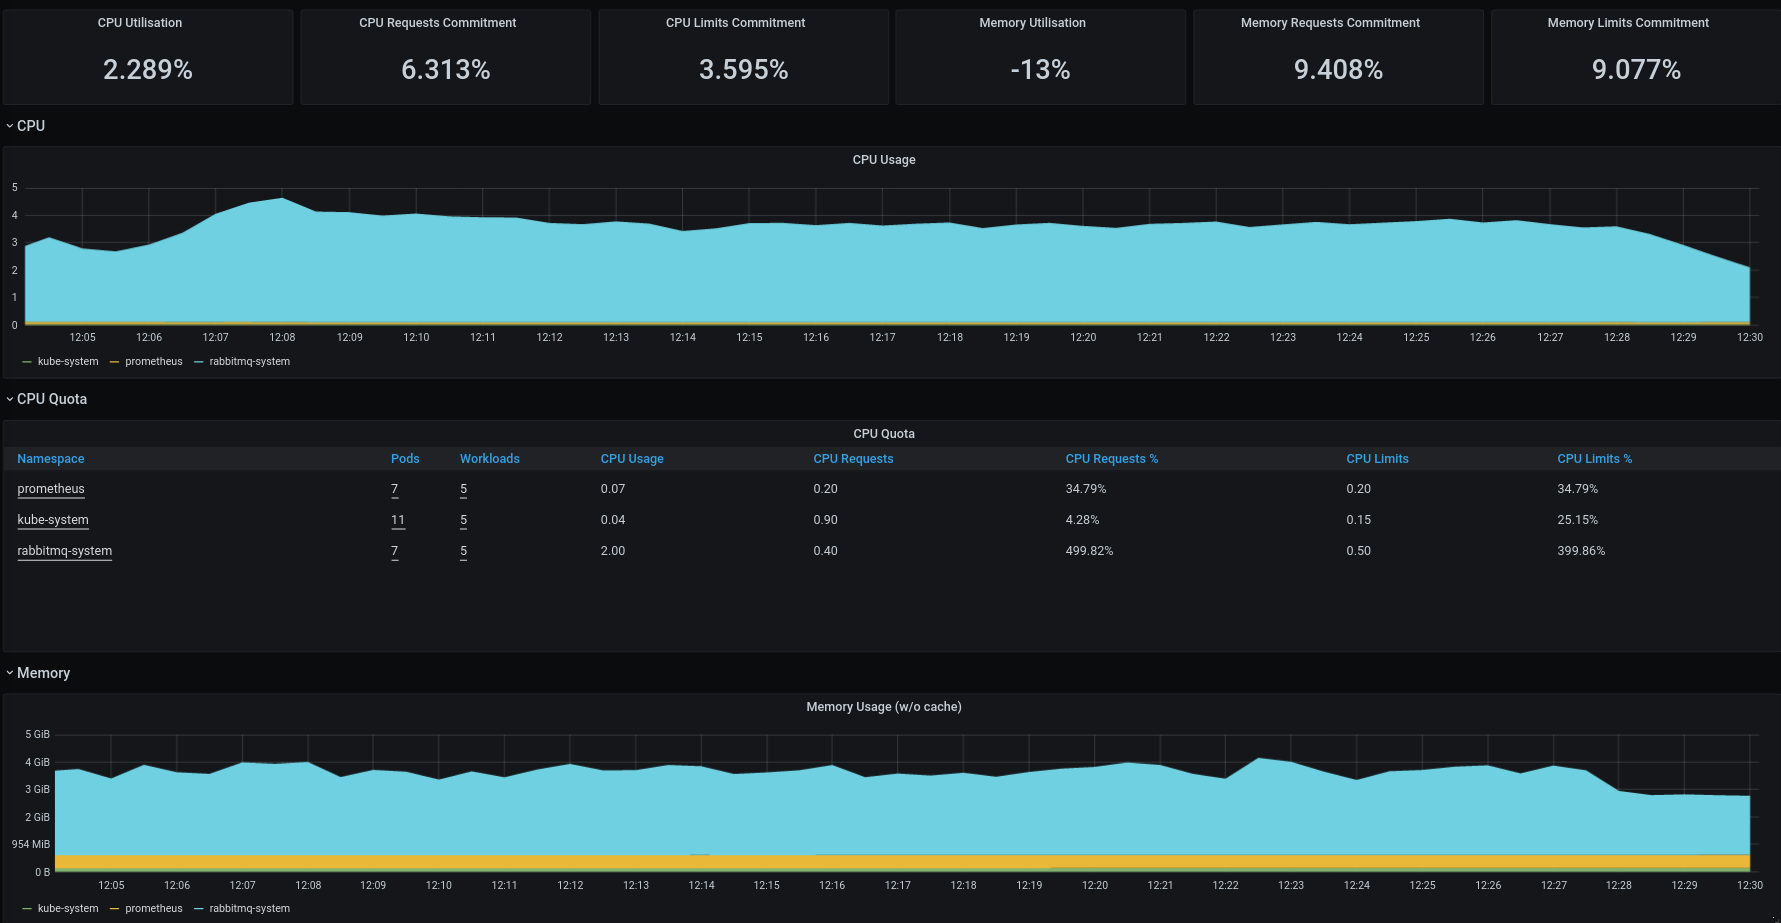 CPU Utilisation CPU Requests Commitment CPU Limits Commitment Memory Utilisation Memory Requests Commitment Memory Limits Commitment
2.289% 6.313% 3.595% -13% 9.408% 9.077%
CPU
CPU Usage
5
4
3
2
1
0
12:05 12:06 12:07 12:08 12:09 12:10 12:11 12:12 12:13 12:14 12:15 12:16 12:17 12:18 12:19 12:20 12:21 12:22 12:23 12:24 12:25 12:26 12:27 12:28 12:29 12:30
kube-system prometheus rabbitmq-system
CPU Quota
CPU Quota
Namespace Pods Workloads CPU Usage CPU Requests CPU Requests % CPU Limits CPU Limits %
prometheus 7 5 0.07 0.20 34.79% 0.20 34.79%
kube-system 11 5 0.04 0.90 4.28% 0.15 25.15%
rabbitmq-system 7 5 2.00 0.40 499.82% 0.50 399.86%
Memory
Memory Usage (w/o cache)
5 GiB
4 GiB
3 GiB
2 GiB
954 MiB
0 B
12:05 12:06 12:07 12:08 12:09 12:10 12:11 12:12 12:13 12:14 12:15 12:16 12:17 12:18 12:19 12:20 12:21 12:22 12:23 12:24 12:25 12:26 12:27 12:28 12:29 12:30
kube-system prometheus rabbitmq-system